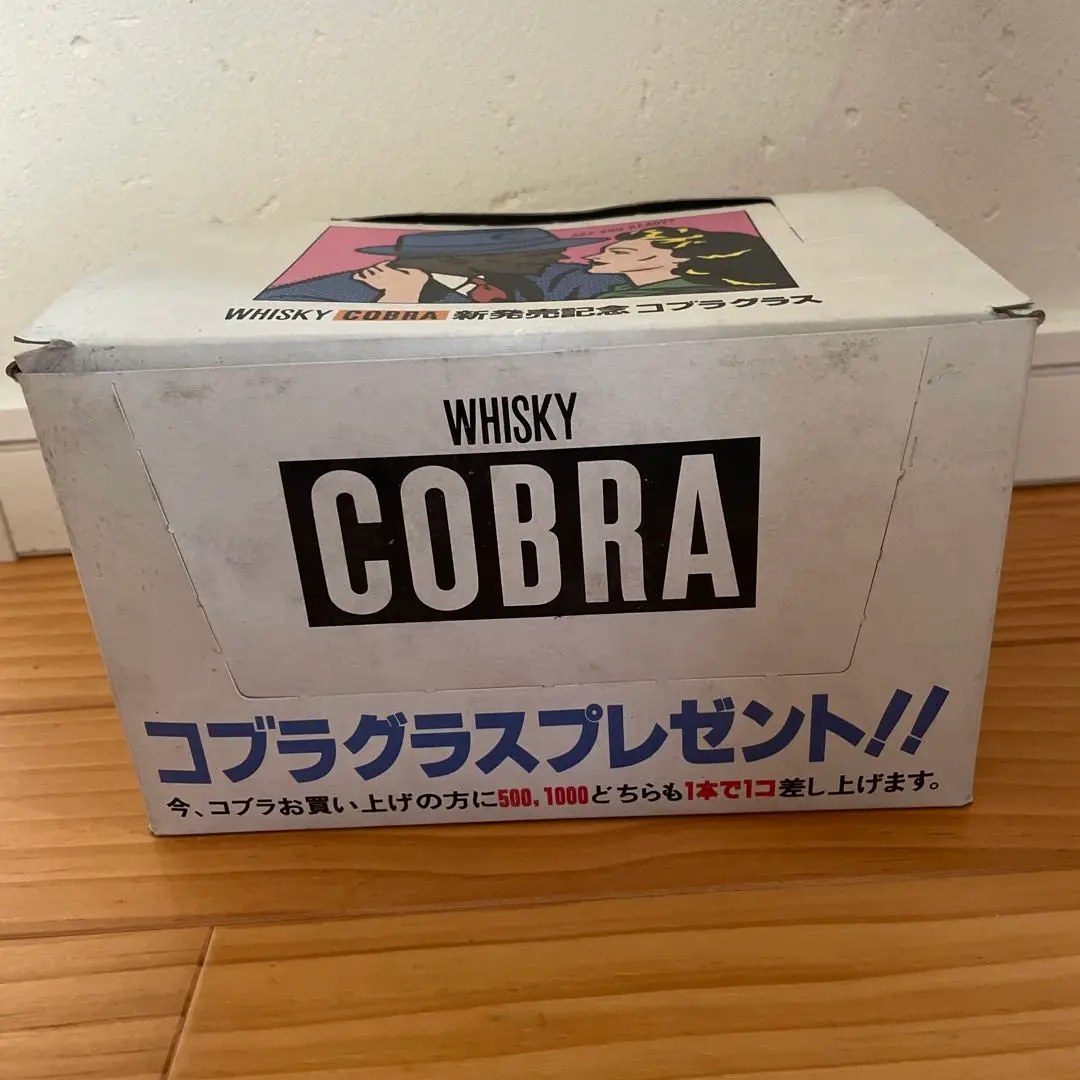 ARE YOU READY?
WHISKY COBRA 新発売記念 コブラグラス
WHISKY
COBRA
コブラグラスプレゼント!!
今、コブラお買い上げの方に500,1000どちらも1本で1コ差し上げます。